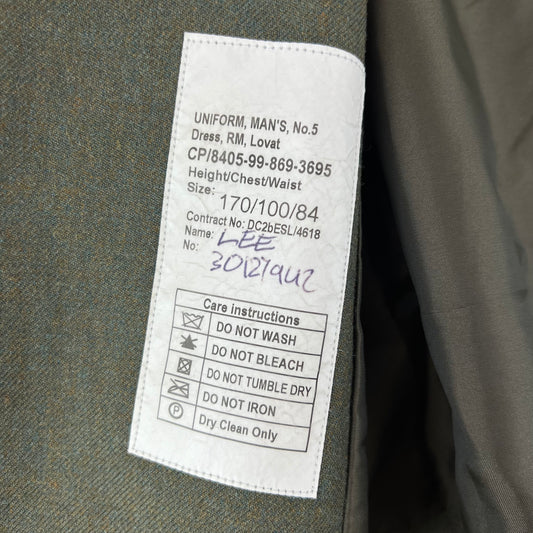 UNIFORM, MAN'S, No.5
Dress, RM, Lovat
CP/8405-99-869-3695
Height/Chest/Waist
Size: 170/100/84
Contract No: DC2bESL/4618
Name: LEE
No: 30127942
Care instructions
DO NOT WASH
DO NOT BLEACH
DO NOT TUMBLE DRY
DO NOT IRON
P Dry Clean Only